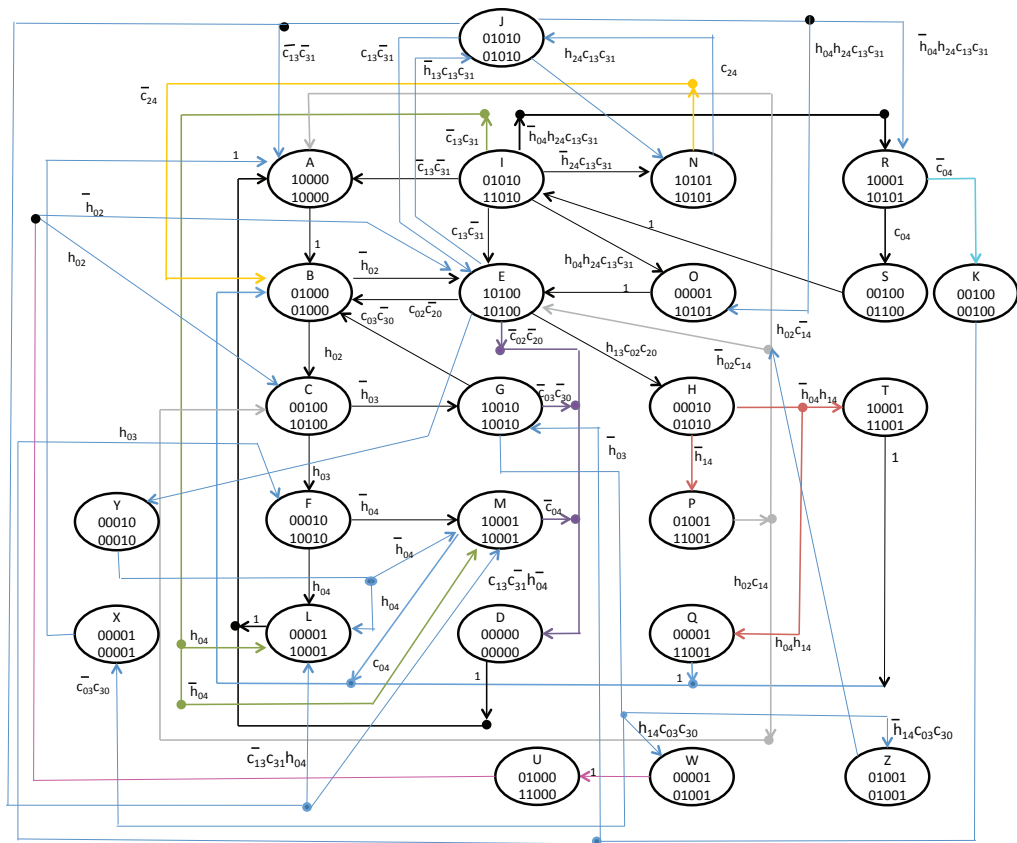 J
01010
01010
c̄₁₃c̄₃₁
c₁₃c̄₃₁
h̄₁₃c₁₃c₃₁
h₂₄c₁₃c₃₁
c₂₄
h₀₄h₂₄c₁₃c₃₁
h̄₀₄h₂₄c₁₃c₃₁
c̄₂₄
1
A
10000
10000
c̄₁₃c₃₁
c̄₁₃c̄₃₁
I
01010
11010
h̄₀₄h₂₄c₁₃c₃₁
h̄₂₄c₁₃c₃₁
N
10101
10101
R
10001
10101
c̄₀₄
h̄₀₂
h₀₂
1
c₁₃c̄₃₁
1
c₀₄
B
01000
01000
h̄₀₂
c₀₂c̄₂₀
E
10100
10100
h₀₄h₂₄c₁₃c₃₁
1
O
00001
10101
S
00100
01100
K
00100
00100
c₀₃c̄₃₀
c̄₀₂c̄₂₀
h₁₃c₀₂c₂₀
h₀₂c̄₁₄
h̄₀₂c₁₄
h₀₂
C
00100
10100
h̄₀₃
G
10010
10010
c̄₀₃c̄₃₀
H
00010
01010
h̄₀₄h₁₄
T
10001
11001
h₀₃
h₀₃
h̄₀₃
h̄₁₄
1
Y
00010
00010
F
00010
10010
h̄₀₄
M
10001
10001
c̄₀₄
P
01001
11001
h̄₀₄
h₀₄
h₀₄
c₁₃c̄₃₁h̄₀₄
h₀₂c₁₄
X
00001
00001
h₀₄
1
L
00001
10001
D
00000
00000
Q
00001
11001
h₀₄h₁₄
c̄₀₃c₃₀
h̄₀₄
c₀₄
1
1
c̄₁₃c₃₁h₀₄
h₁₄c₀₃c₃₀
h̄₁₄c₀₃c₃₀
U
01000
11000
1
W
00001
01001
Z
01001
01001